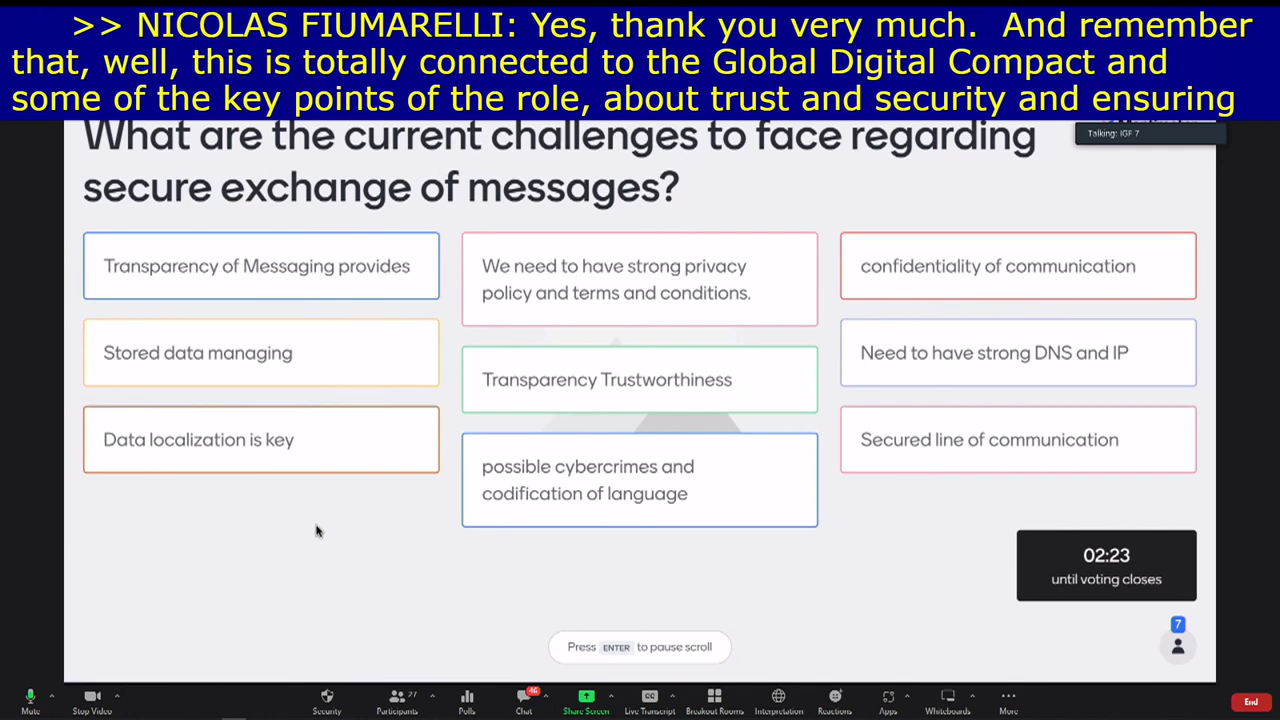 >> NICOLAS FIUMARELLI: Yes, thank you very much. And remember
that, well, this is totally connected to the Global Digital Compact and
some of the key points of the role, about trust and security and ensuring
Talking: IGF 7
What are the current challenges to face regarding
secure exchange of messages?
Transparency of Messaging provides
Stored data managing
Data localization is key
We need to have strong privacy
policy and terms and conditions.
Transparency Trustworthiness
possible cybercrimes and
codification of language
confidentiality of communication
Need to have strong DNS and IP
Secured line of communication
02:23
until voting closes
7
Press ENTER to pause scroll
Mute
Stop Video
Security
Participants
27
Polls
Chat
46
Share Screen
CC
Live Transcript
Breakout Rooms
Interpretation
Reactions
Apps
Whiteboards
More
End